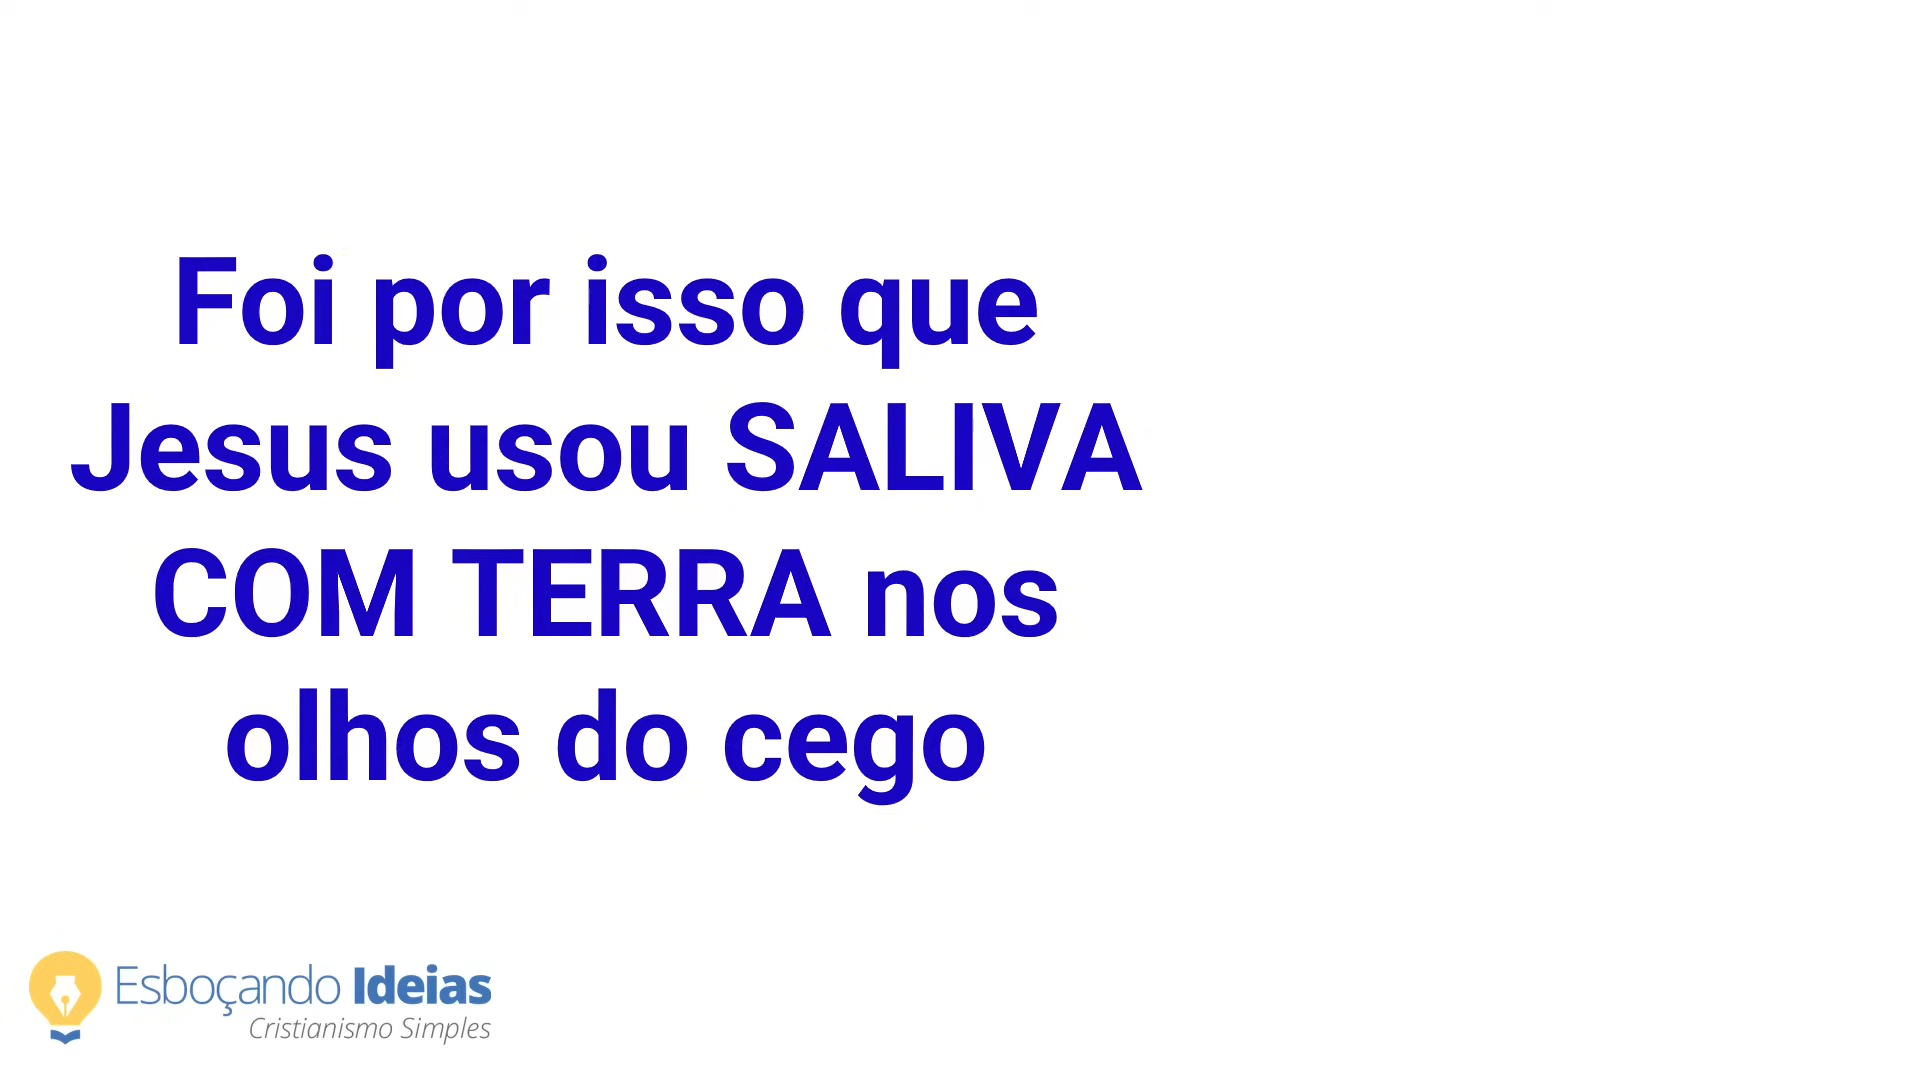 Foi por isso que
Jesus usou SALIVA
COM TERRA nos
olhos do cego
Esboçando Ideias
Cristianismo Simples